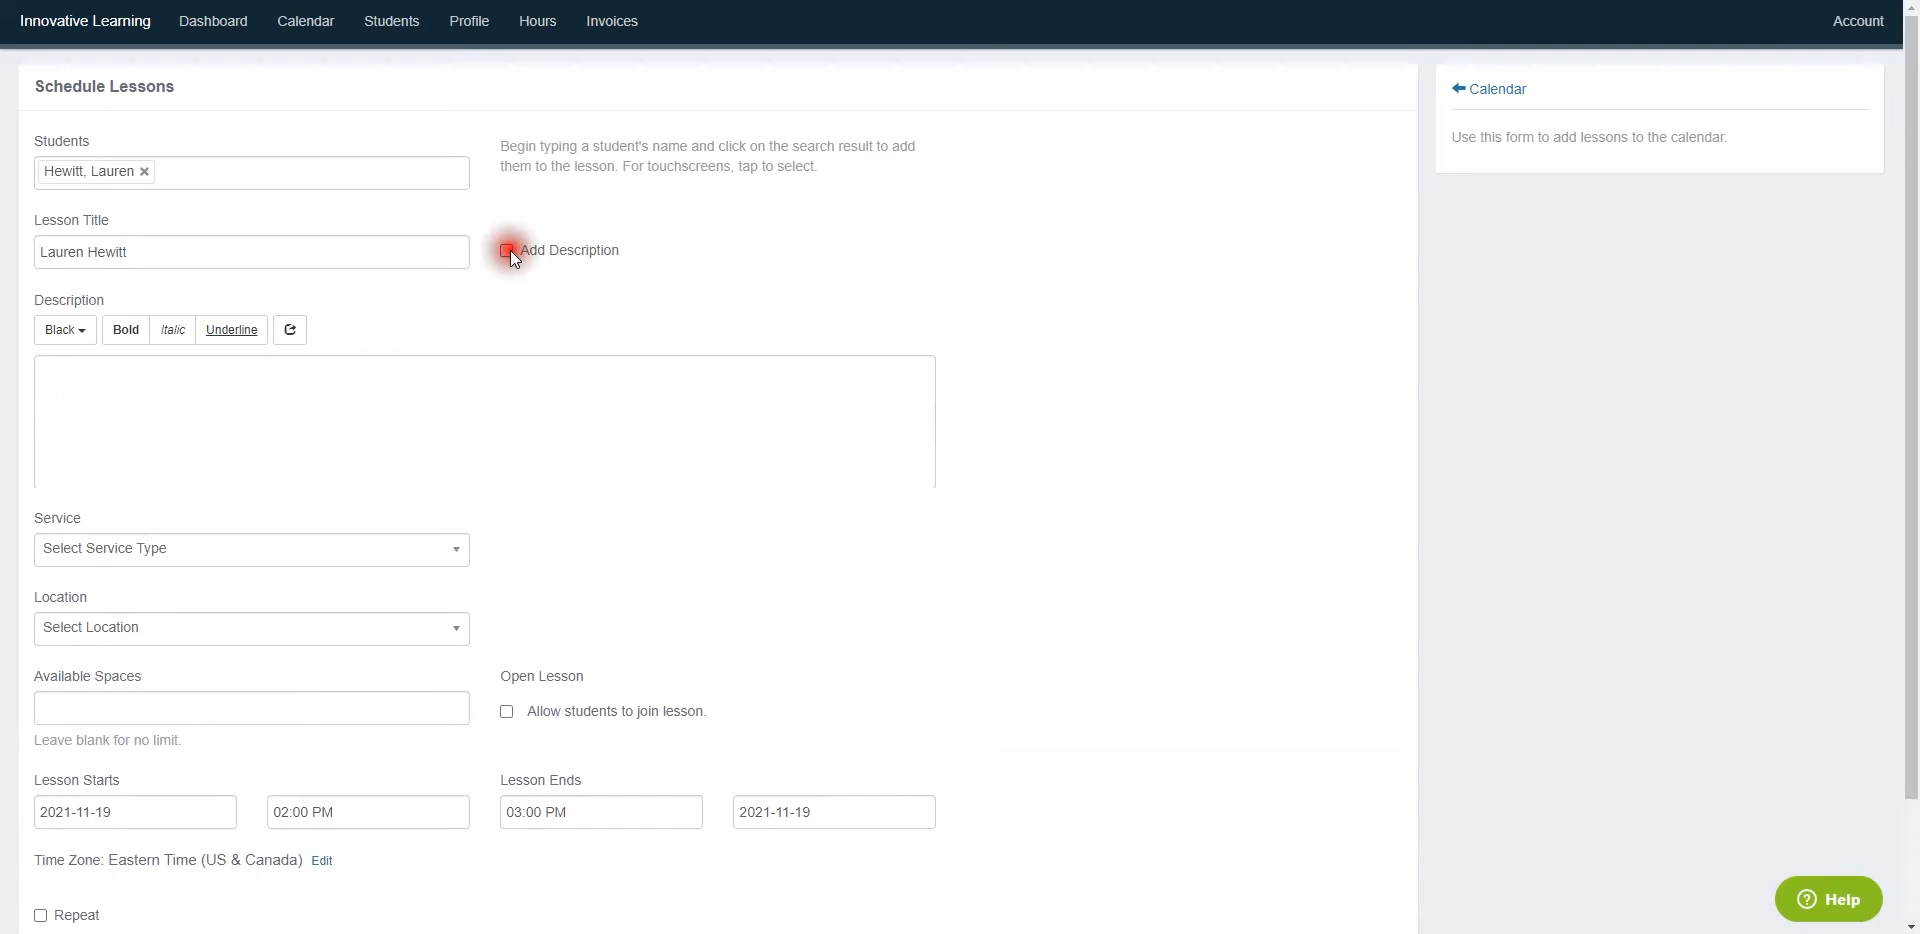 Innovative Learning Dashboard Calendar Students Profile Hours Invoices Account
Schedule Lessons
Calendar
Use this form to add lessons to the calendar.
Students
Hewitt, Lauren
Begin typing a student's name and click on the search result to add
them to the lesson. For touchscreens, tap to select.
Lesson Title
Lauren Hewitt
Add Description
Description
Black Bold Italic Underline
Service
Select Service Type
Location
Select Location
Available Spaces
Leave blank for no limit.
Open Lesson
Allow students to join lesson.
Lesson Starts
2021-11-19 02:00 PM
Lesson Ends
03:00 PM 2021-11-19
Time Zone: Eastern Time (US & Canada) Edit
Repeat
Help